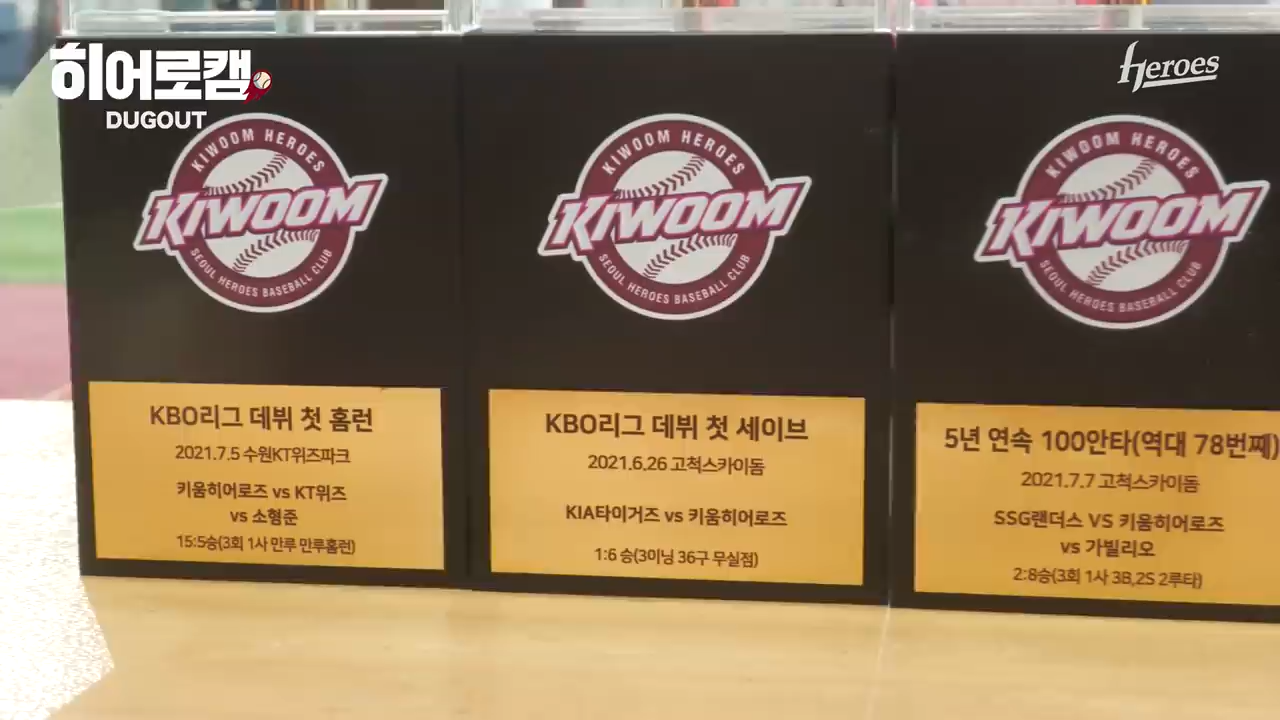 히어로캠
DUGOUT
Heroes
KIWOOM HEROES
KIWOOM
SEOUL HEROES BASEBALL CLUB
KBO리그 데뷔 첫 홈런
2021.7.5 수원KT위즈파크
키움히어로즈 vs KT위즈
vs 소형준
15:5승(3회 1사 만루 만루홈런)
KIWOOM HEROES
KIWOOM
SEOUL HEROES BASEBALL CLUB
KBO리그 데뷔 첫 세이브
2021.6.26 고척스카이돔
KIA타이거즈 vs 키움히어로즈
1:6 승(3이닝 36구 무실점)
KIWOOM HEROES
KIWOOM
SEOUL HEROES BASEBALL CLUB
5년 연속 100안타(역대 78번째)
2021.7.7 고척스카이돔
SSG랜더스 VS 키움히어로즈
vs 가빌리오
2:8승(3회 1사 3B,2S 2루타)